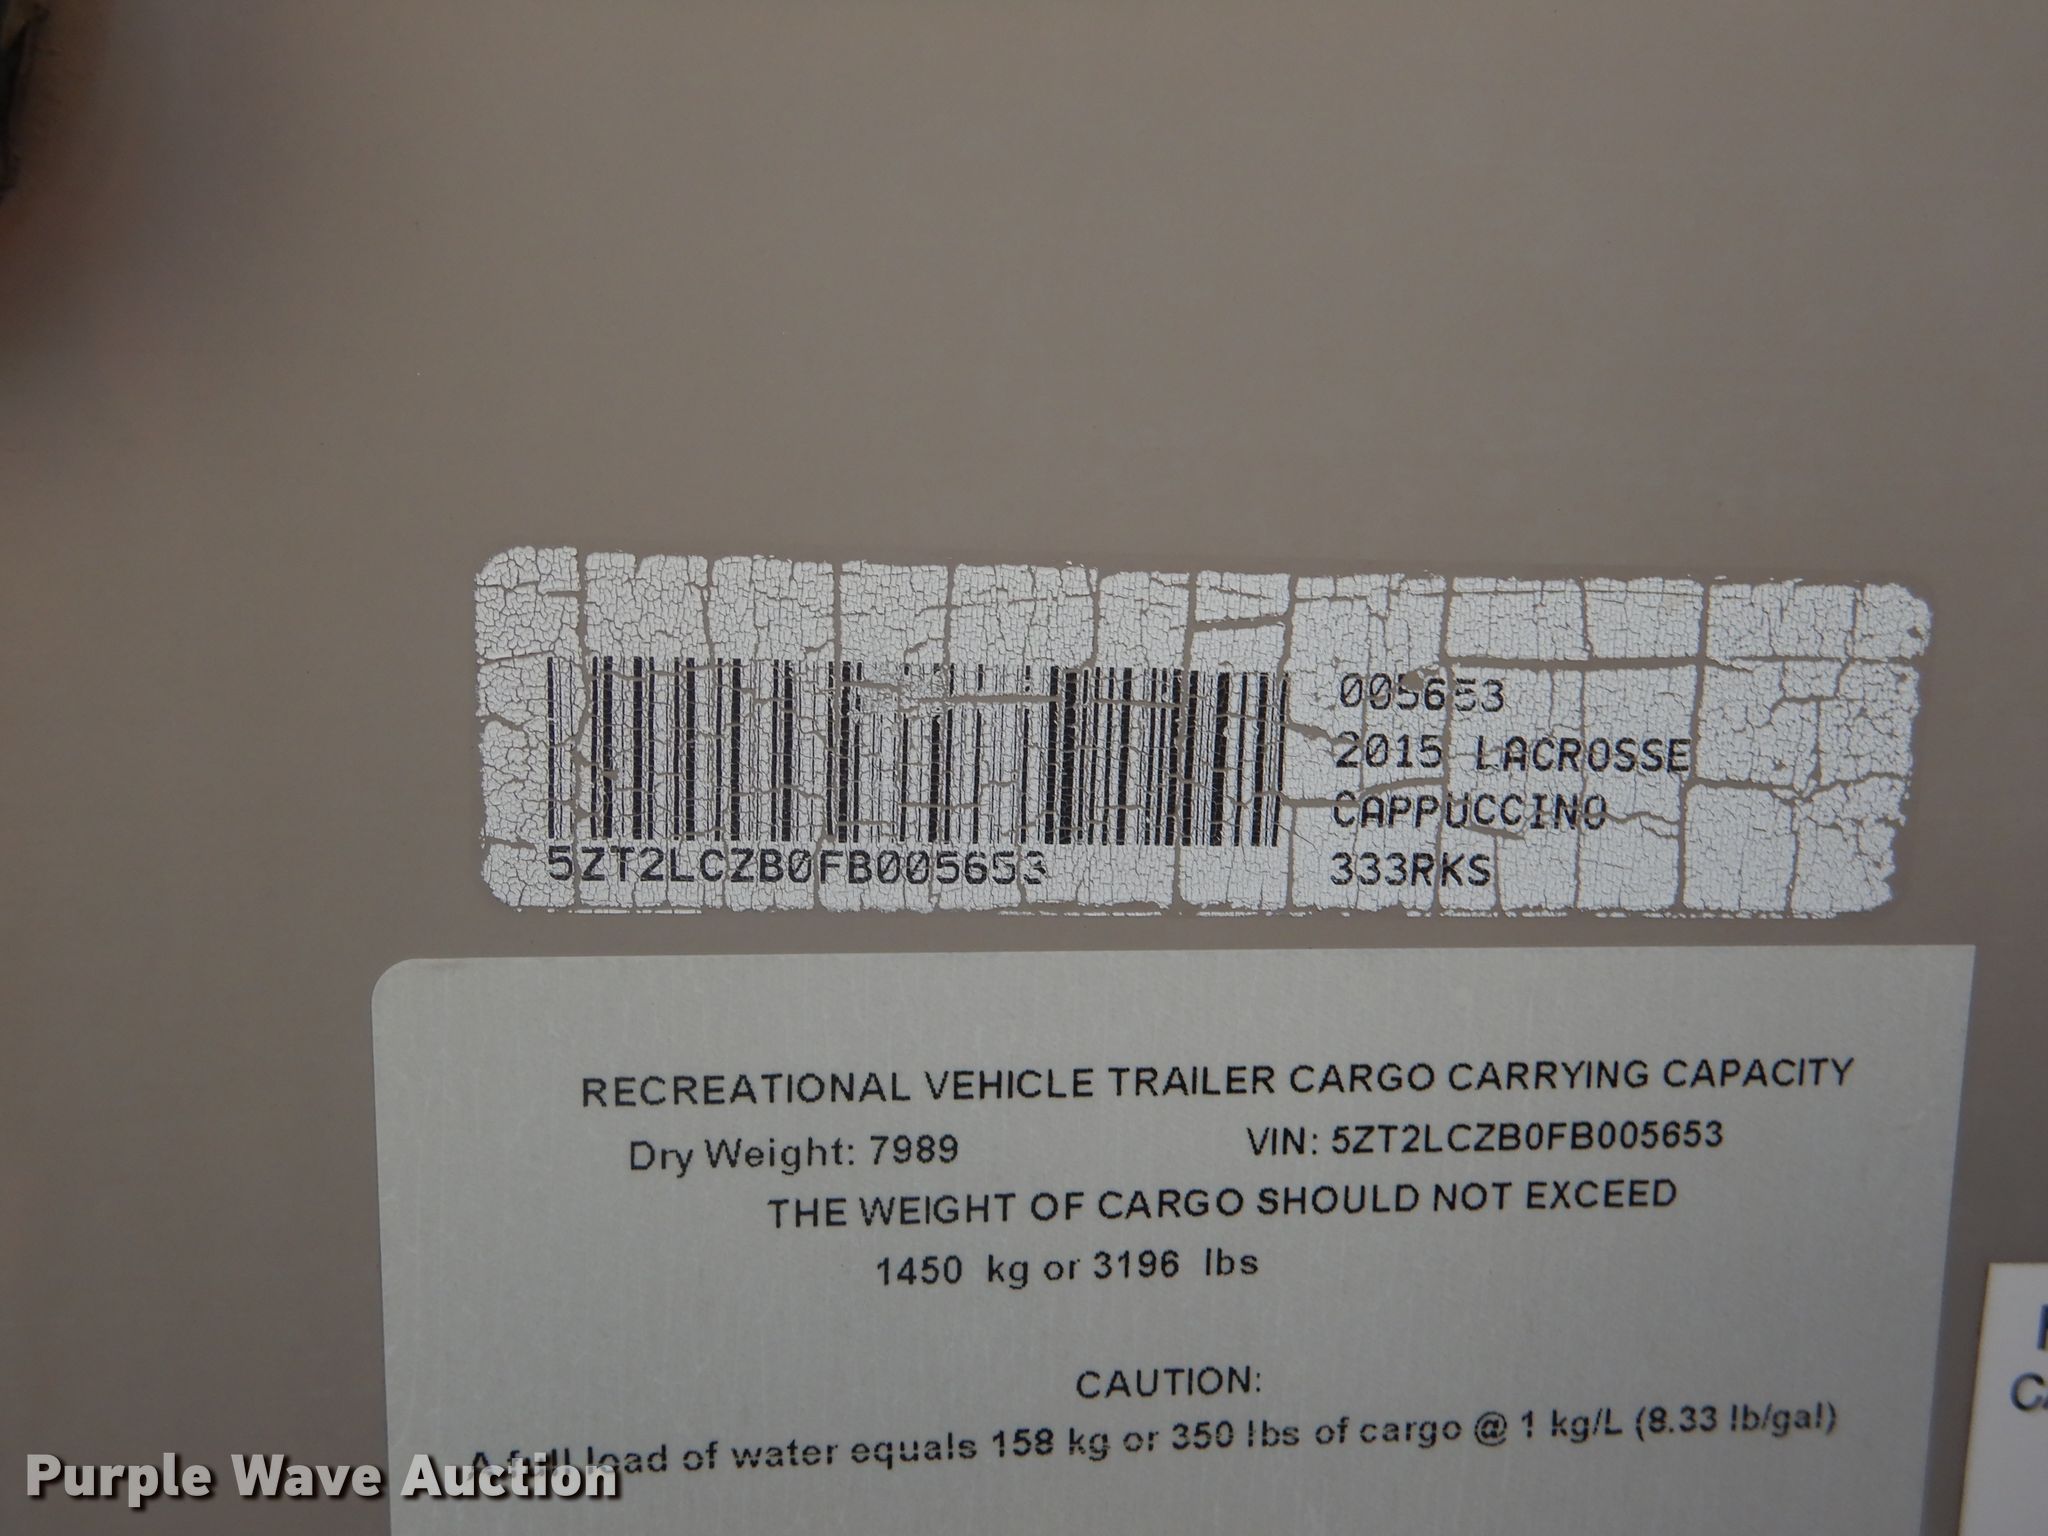 005653
2015 LACROSSE
CAPPUCCINO
5ZT2LCZB0FB005653
333RKS
RECREATIONAL VEHICLE TRAILER CARGO CARRYING CAPACITY
Dry Weight: 7989 VIN: 5ZT2LCZB0FB005653
THE WEIGHT OF CARGO SHOULD NOT EXCEED
1450 kg or 3196 lbs
CAUTION:
A full load of water equals 158 kg or 350 lbs of cargo @ 1 kg/L (8.33 lb/gal)
Purple Wave Auction